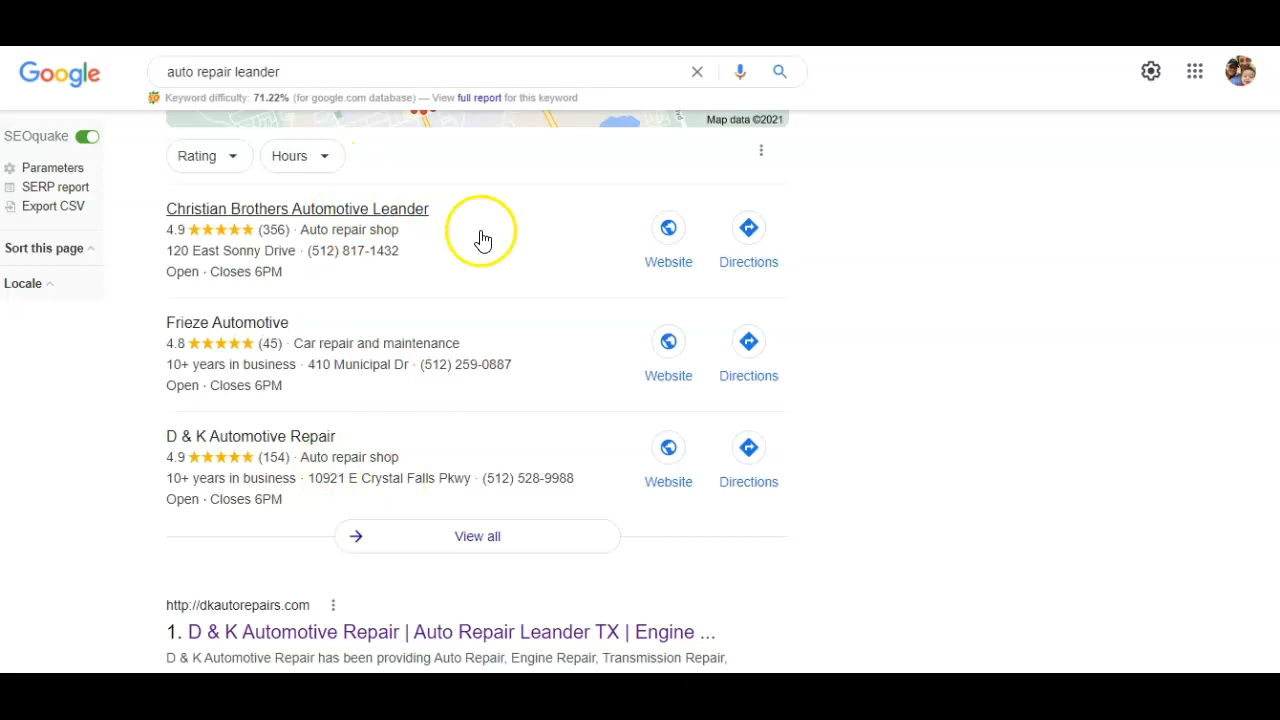 Google
auto repair leander
Keyword difficulty: 71.22% (for google.com database) — View full report for this keyword
Map data ©2021
SEOquake
Parameters
SERP report
Export CSV
Sort this page
Locale
Rating
Hours
Christian Brothers Automotive Leander
4.9 (356) · Auto repair shop
120 East Sonny Drive · (512) 817-1432
Open · Closes 6PM
Website
Directions
Frieze Automotive
4.8 (45) · Car repair and maintenance
10+ years in business · 410 Municipal Dr · (512) 259-0887
Open · Closes 6PM
Website
Directions
D & K Automotive Repair
4.9 (154) · Auto repair shop
10+ years in business · 10921 E Crystal Falls Pkwy · (512) 528-9988
Open · Closes 6PM
Website
Directions
View all
http://dkautorepairs.com
1. D & K Automotive Repair | Auto Repair Leander TX | Engine ...
D & K Automotive Repair has been providing Auto Repair, Engine Repair, Transmission Repair,